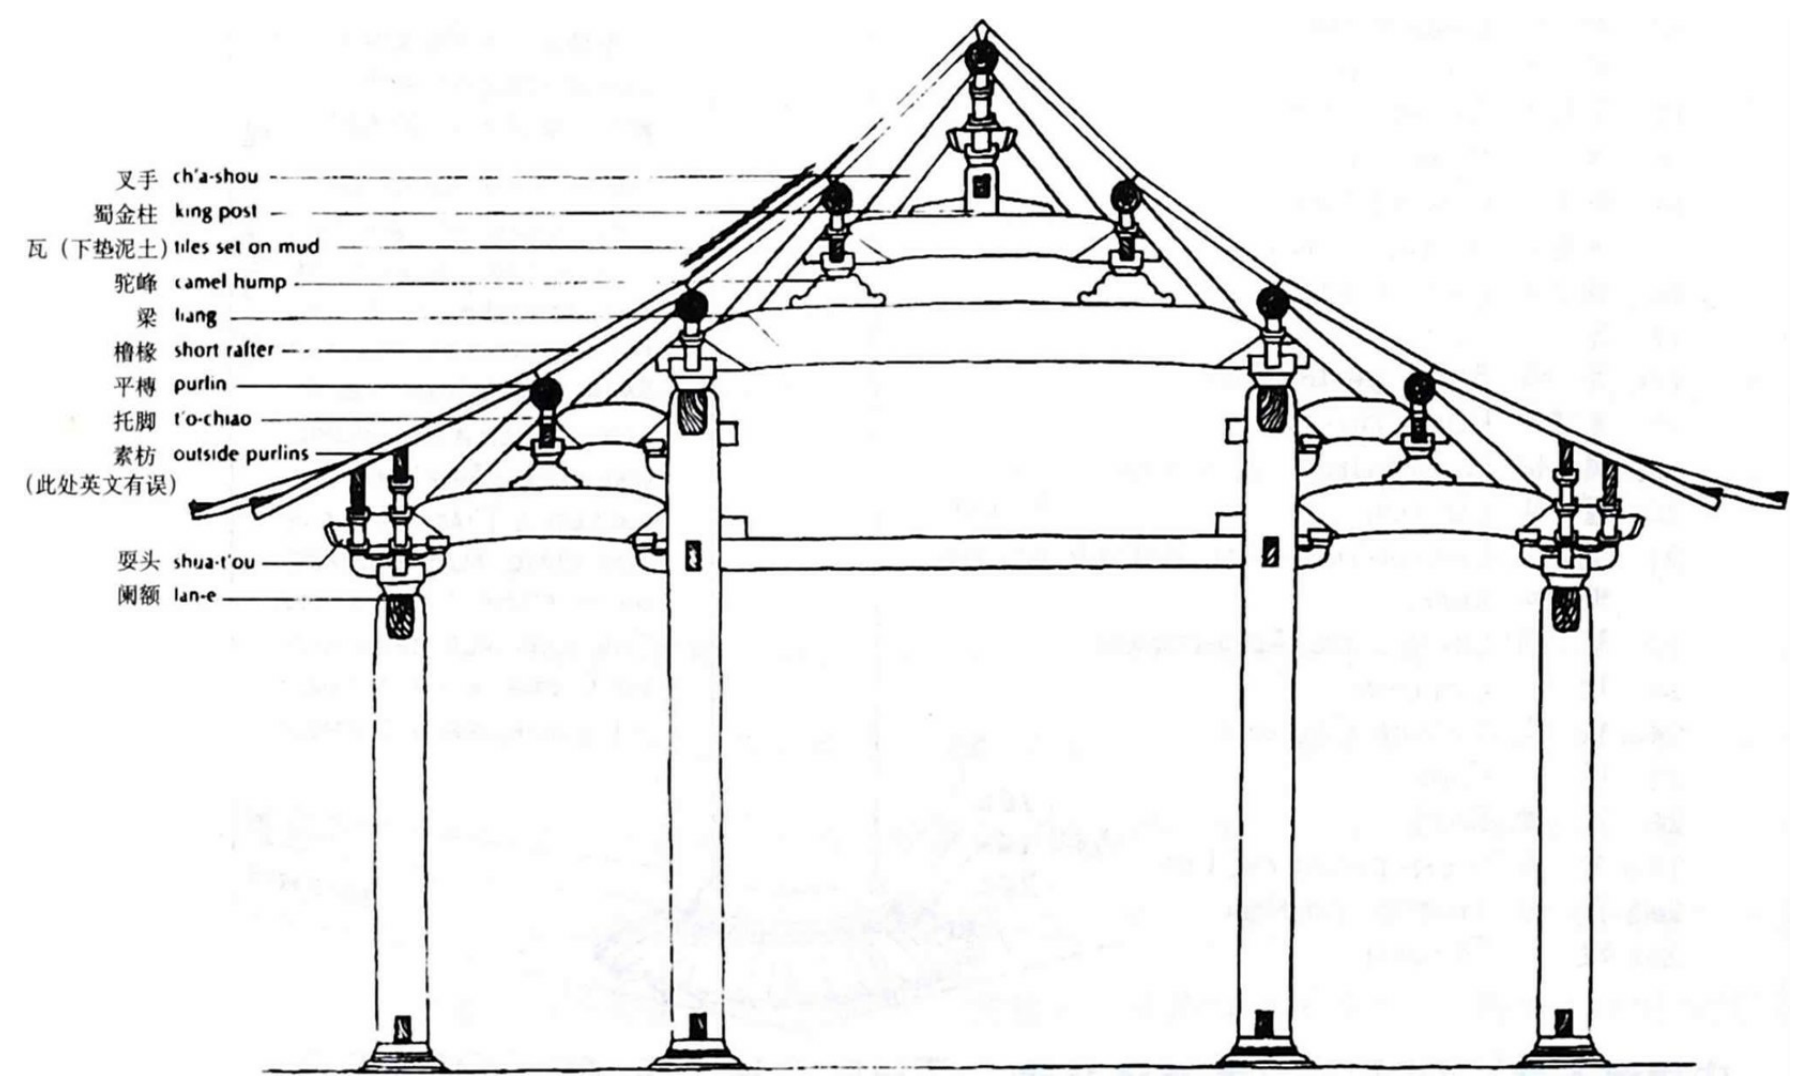 叉手 ch'a-shou
蜀金柱 king post
瓦（下垫泥土）tiles set on mud
驼峰 camel hump
梁 liang
橹椽 short rafter
平榑 purlin
托脚 t'o-chiao
素枋 outside purlins
（此处英文有误）
耍头 shua-t'ou
阑额 lan-e